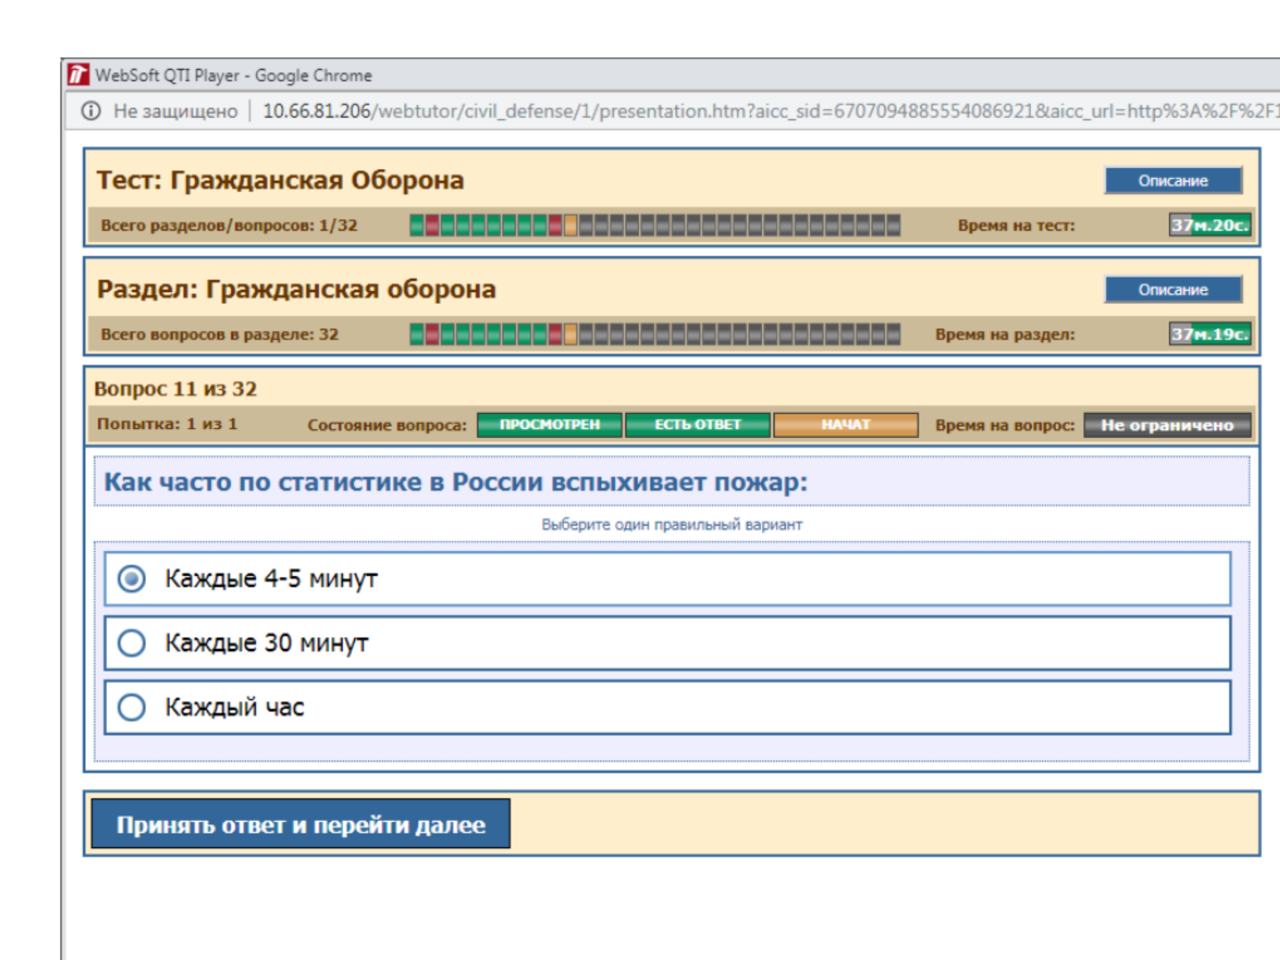 WebSoft QTI Player - Google Chrome
Не защищено | 10.66.81.206/webtutor/civil_defense/1/presentation.htm?aicc_sid=6707094885554086921&aicc_url=http%3A%2F%2F1
Тест: Гражданская Оборона Описание
Всего разделов/вопросов: 1/32 Время на тест: 37м.20с.
Раздел: Гражданская оборона Описание
Всего вопросов в разделе: 32 Время на раздел: 37м.19с.
Вопрос 11 из 32
Попытка: 1 из 1 Состояние вопроса: ПРОСМОТРЕН ЕСТЬ ОТВЕТ НАЧАТ Время на вопрос: Не ограничено
Как часто по статистике в России вспыхивает пожар:
Выберите один правильный вариант
Каждые 4-5 минут
Каждые 30 минут
Каждый час
Принять ответ и перейти далее